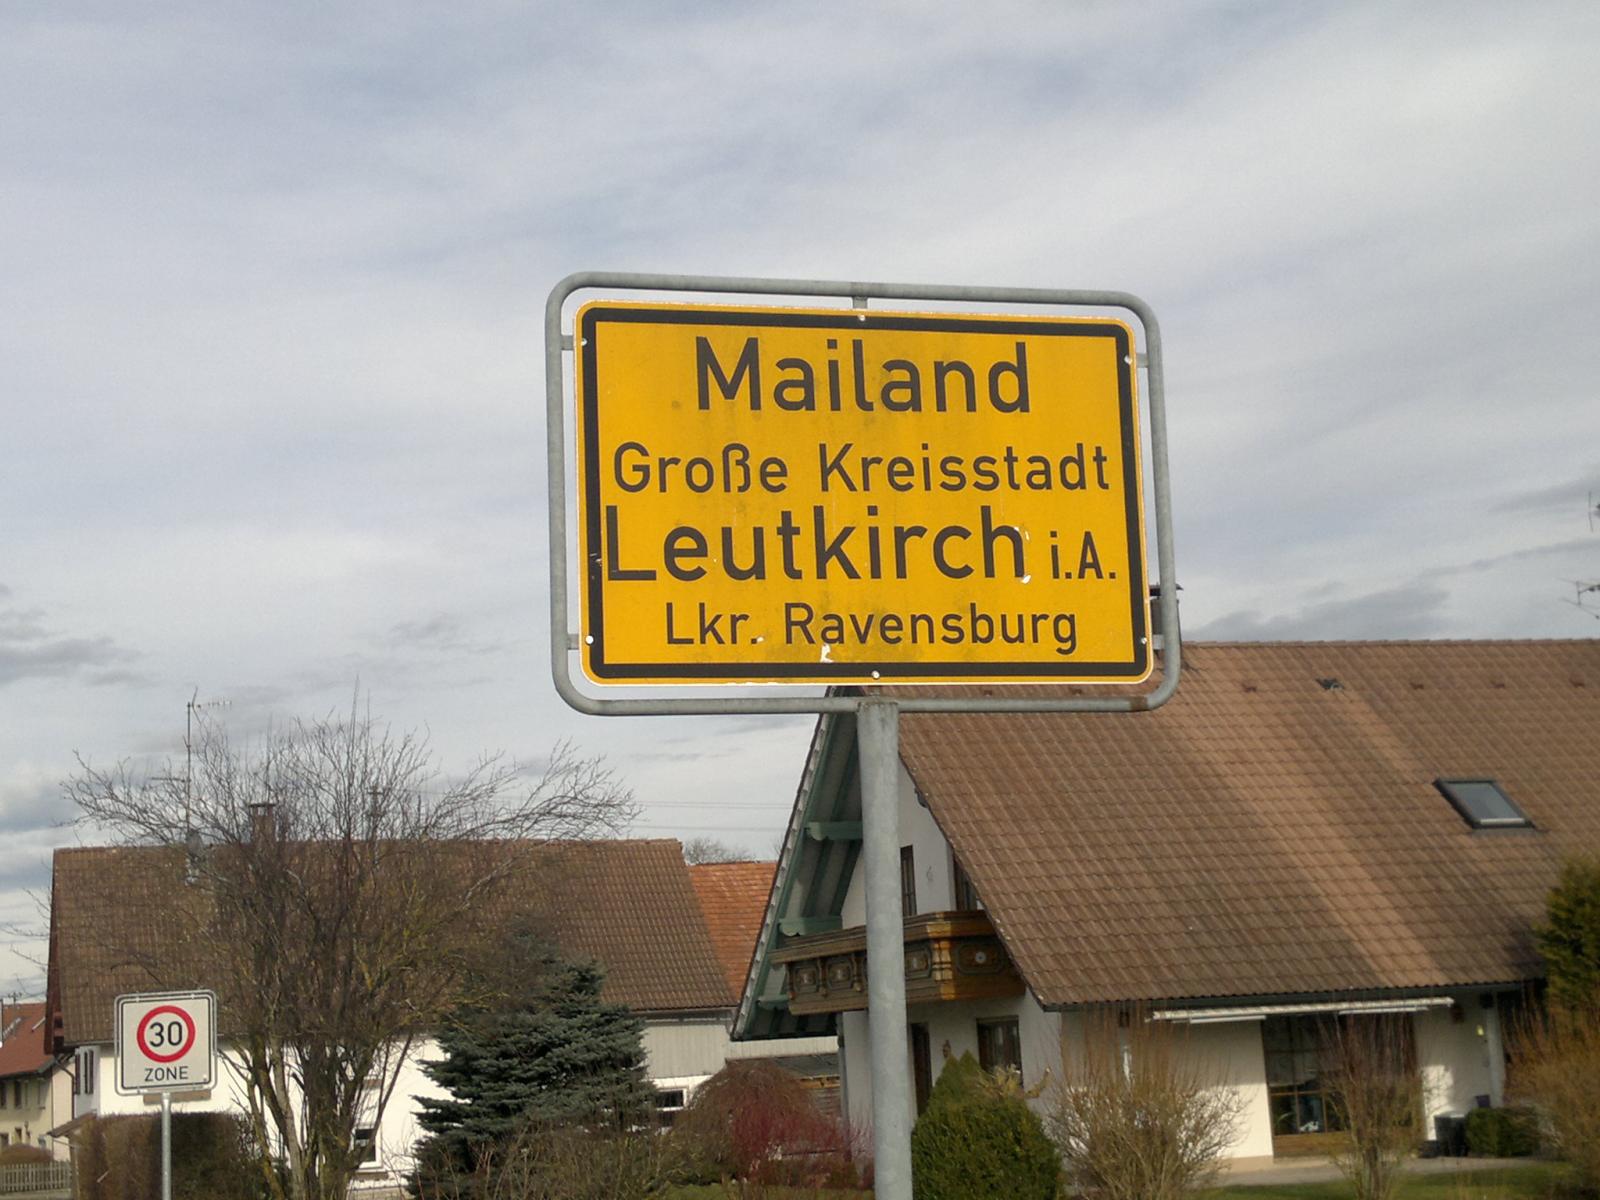 Mailand
Große Kreisstadt
Leutkirch i.A.
Lkr. Ravensburg
30
ZONE